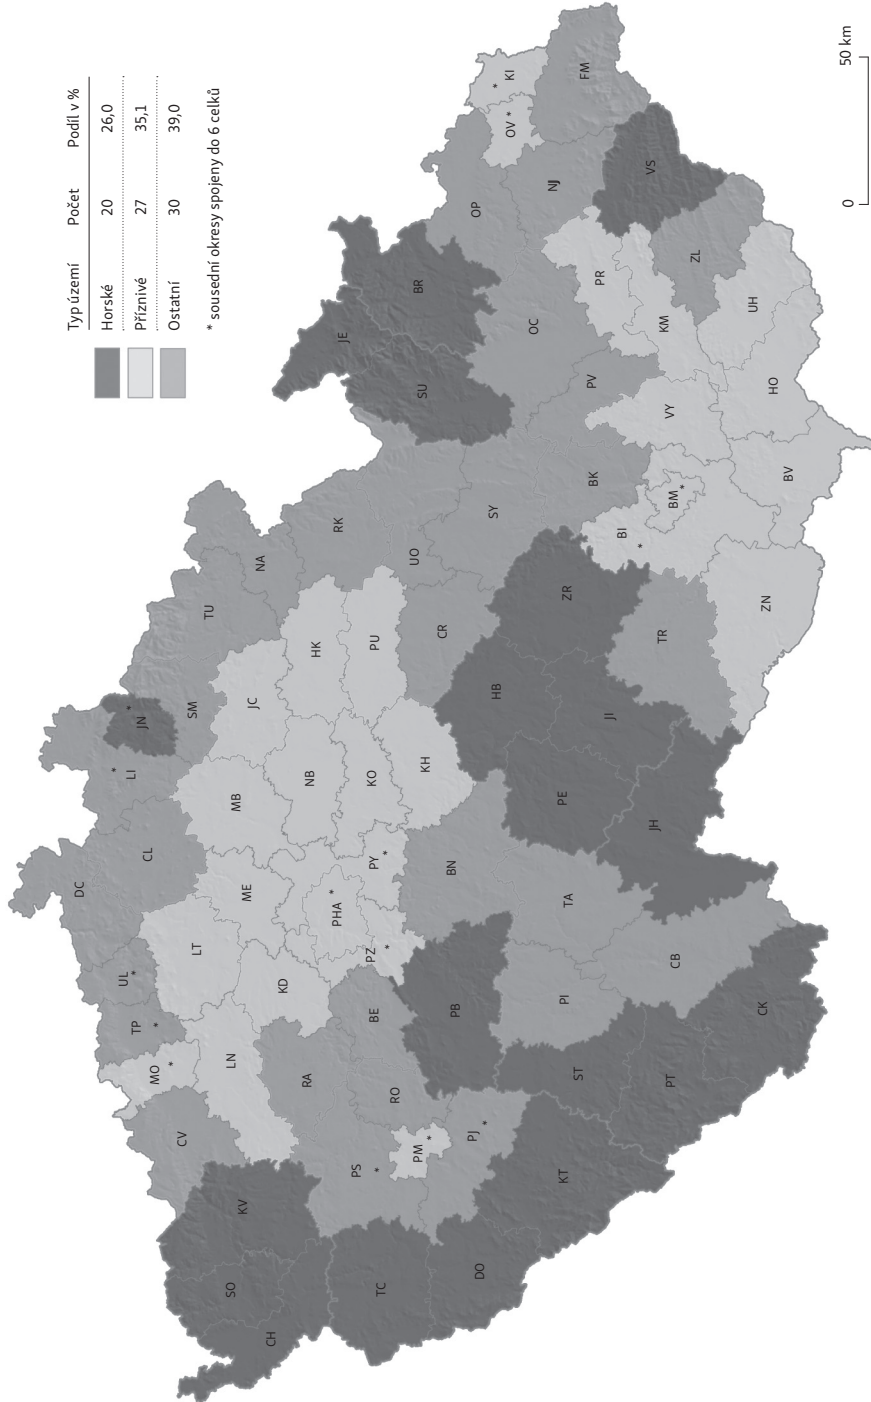 Typ území Počet Podíl v %
Horské 20 26,0
Příznivé 27 35,1
Ostatní 30 39,0
* sousední okresy spojeny do 6 celků
0 50 km
DC
LI *
JN *
CL
SM
TU
NA
UL *
TP *
MO *
LT
ME
MB
JC
HK
RK
CV
LN
KD
PHA *
NB
KO
PU
UO
KV
SO
CH
RA
BE
PZ *
PY *
KH
CR
SY
SU
JE
BR
TC
PS *
PM *
RO
PB
BN
HB
ZR
BK
PV
OC
OP
OV *
KI *
DO
PJ *
KT
ST
PI
TA
PE
JI
TR
BI *
BM *
VY
KM
PR
NJ
FM
VS
ZL
PT
CB
CK
JH
ZN
BV
HO
UH